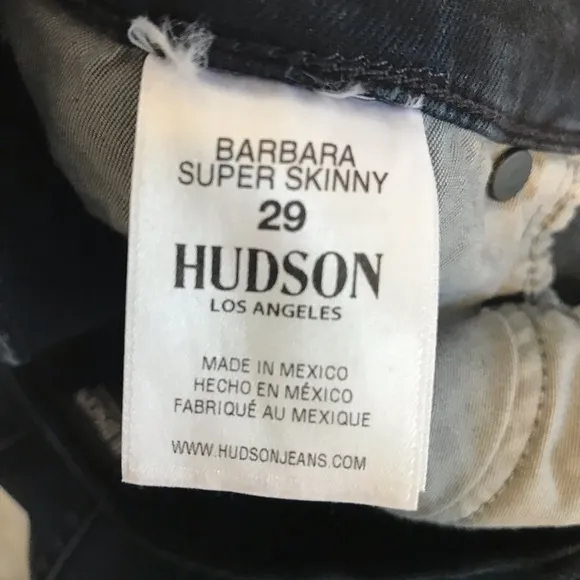 BARBARA
SUPER SKINNY
29
HUDSON
LOS ANGELES
MADE IN MEXICO
HECHO EN MÉXICO
FABRIQUÉ AU MEXIQUE
WWW.HUDSONJEANS.COM